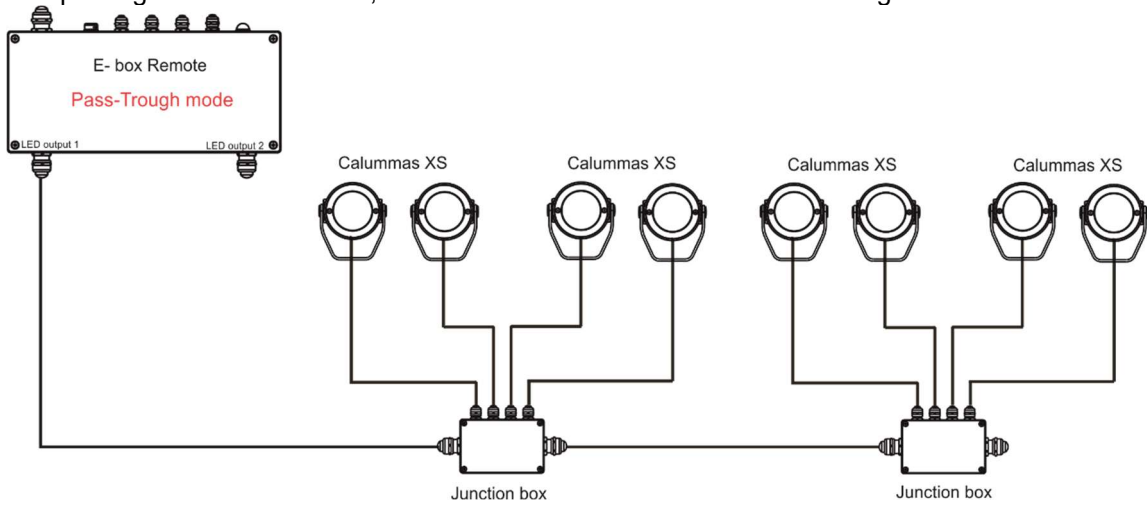 E- box Remote
Pass-Trough mode
LED output 1
LED output 2
Calummas XS
Calummas XS
Calummas XS
Calummas XS
Junction box
Junction box